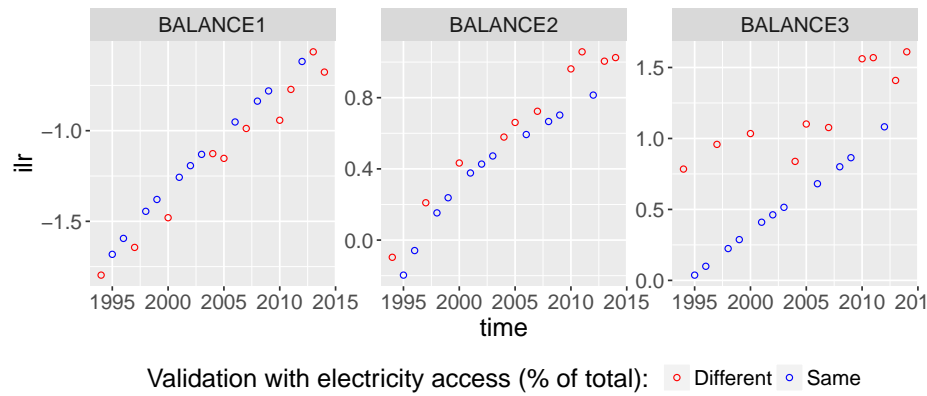 BALANCE1 BALANCE2 BALANCE3
ilr
−1.0
−1.5
0.8
0.4
0.0
1.5
1.0
0.5
0.0
1995 2000 2005 2010 2015 1995 2000 2005 2010 2015 1995 2000 2005 2010 201
time
Validation with electricity access (% of total): Different Same